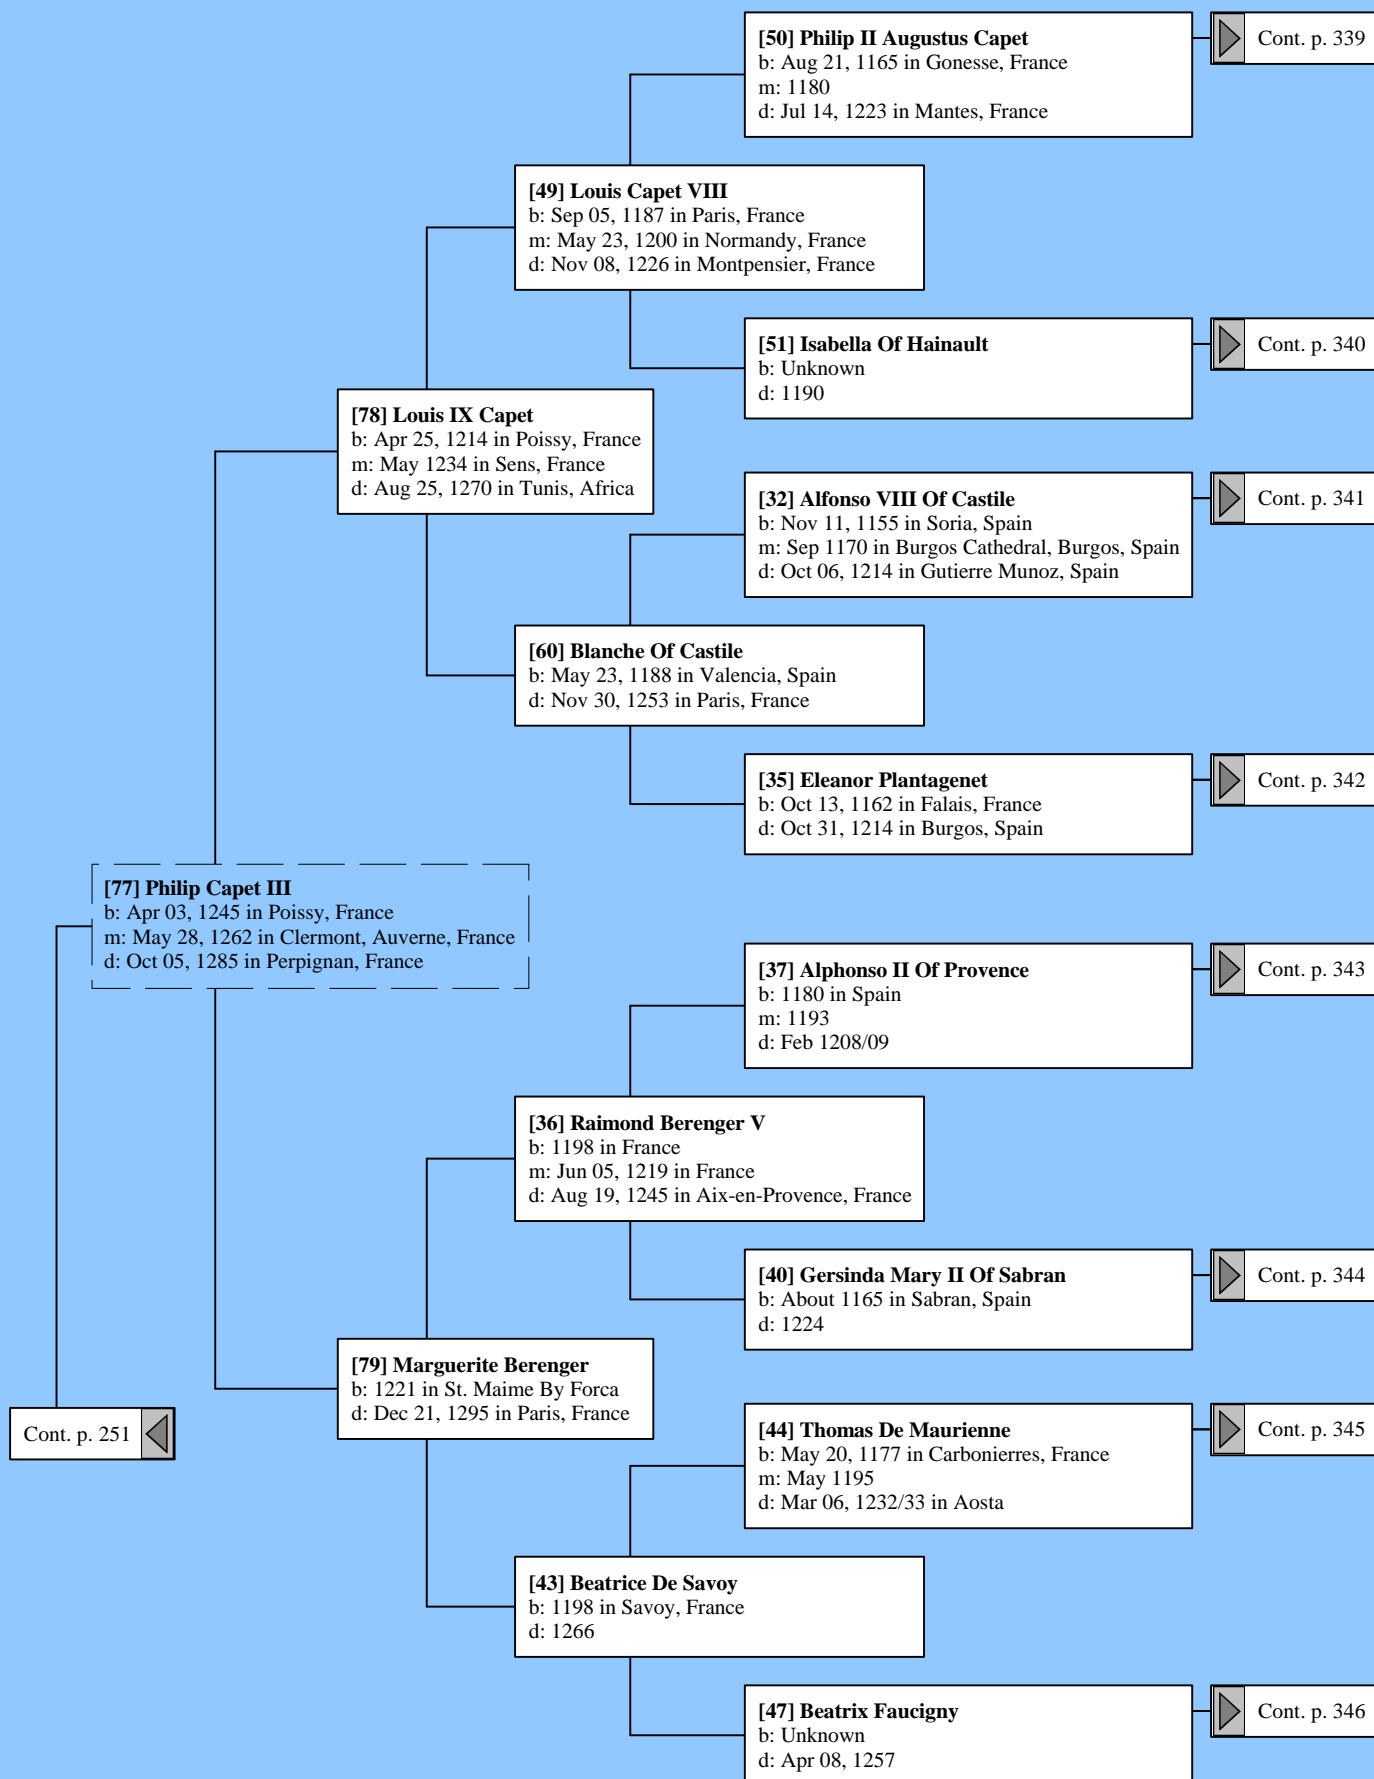 [50] Philip II Augustus Capet
b: Aug 21, 1165 in Gonesse, France
m: 1180
d: Jul 14, 1223 in Mantes, France
Cont. p. 339
[49] Louis Capet VIII
b: Sep 05, 1187 in Paris, France
m: May 23, 1200 in Normandy, France
d: Nov 08, 1226 in Montpensier, France
[51] Isabella Of Hainault
b: Unknown
d: 1190
Cont. p. 340
[78] Louis IX Capet
b: Apr 25, 1214 in Poissy, France
m: May 1234 in Sens, France
d: Aug 25, 1270 in Tunis, Africa
[32] Alfonso VIII Of Castile
b: Nov 11, 1155 in Soria, Spain
m: Sep 1170 in Burgos Cathedral, Burgos, Spain
d: Oct 06, 1214 in Gutierre Munoz, Spain
Cont. p. 341
[60] Blanche Of Castile
b: May 23, 1188 in Valencia, Spain
d: Nov 30, 1253 in Paris, France
[35] Eleanor Plantagenet
b: Oct 13, 1162 in Falais, France
d: Oct 31, 1214 in Burgos, Spain
Cont. p. 342
[77] Philip Capet III
b: Apr 03, 1245 in Poissy, France
m: May 28, 1262 in Clermont, Auverne, France
d: Oct 05, 1285 in Perpignan, France
[37] Alphonso II Of Provence
b: 1180 in Spain
m: 1193
d: Feb 1208/09
Cont. p. 343
[36] Raimond Berenger V
b: 1198 in France
m: Jun 05, 1219 in France
d: Aug 19, 1245 in Aix-en-Provence, France
[40] Gersinda Mary II Of Sabran
b: About 1165 in Sabran, Spain
d: 1224
Cont. p. 344
[79] Marguerite Berenger
b: 1221 in St. Maime By Forca
d: Dec 21, 1295 in Paris, France
Cont. p. 251
[44] Thomas De Maurienne
b: May 20, 1177 in Carbonierres, France
m: May 1195
d: Mar 06, 1232/33 in Aosta
Cont. p. 345
[43] Beatrice De Savoy
b: 1198 in Savoy, France
d: 1266
[47] Beatrix Faucigny
b: Unknown
d: Apr 08, 1257
Cont. p. 346